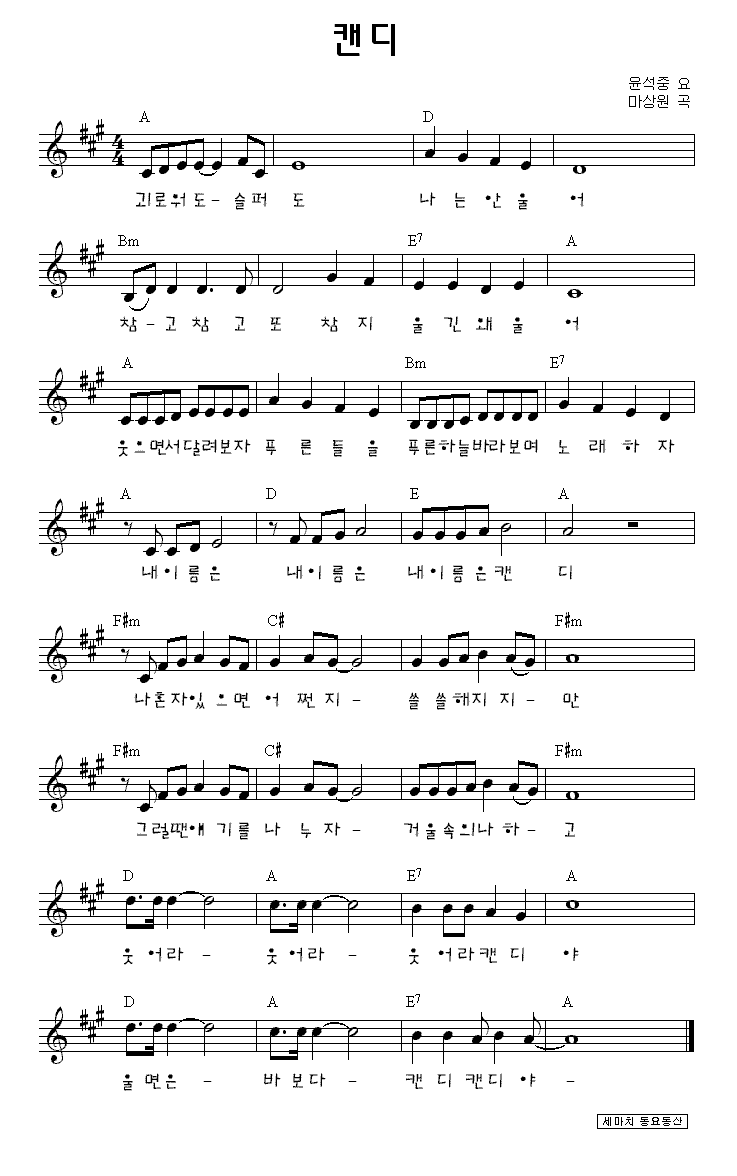 캔디
윤석중 요
마상원 곡
A D
4
4
괴로워도- 슬퍼 도 나 는 안 울 어
Bm E7 A
참 - 고 참 고 또 참 지 울 긴 왜 울 어
A Bm E7
웃으면서달려보자 푸 른 들 을 푸른하늘바라보며 노 래 하 자
A D E A
내이름은 내이름은 내이름은캔 디
F#m C# F#m
나혼자있 으면 어 쩐 지- 쓸 쓸해지 지- 만
F#m C# F#m
그럴땐얘 기를 나 누 자- 거울속의나 하- 고
D A E7 A
웃 어라 - 웃 어라 - 웃 어라 캔 디 야
D A E7 A
울 면은 - 바 보다 - 캔 디 캔디 야 -
세마치 동요동산